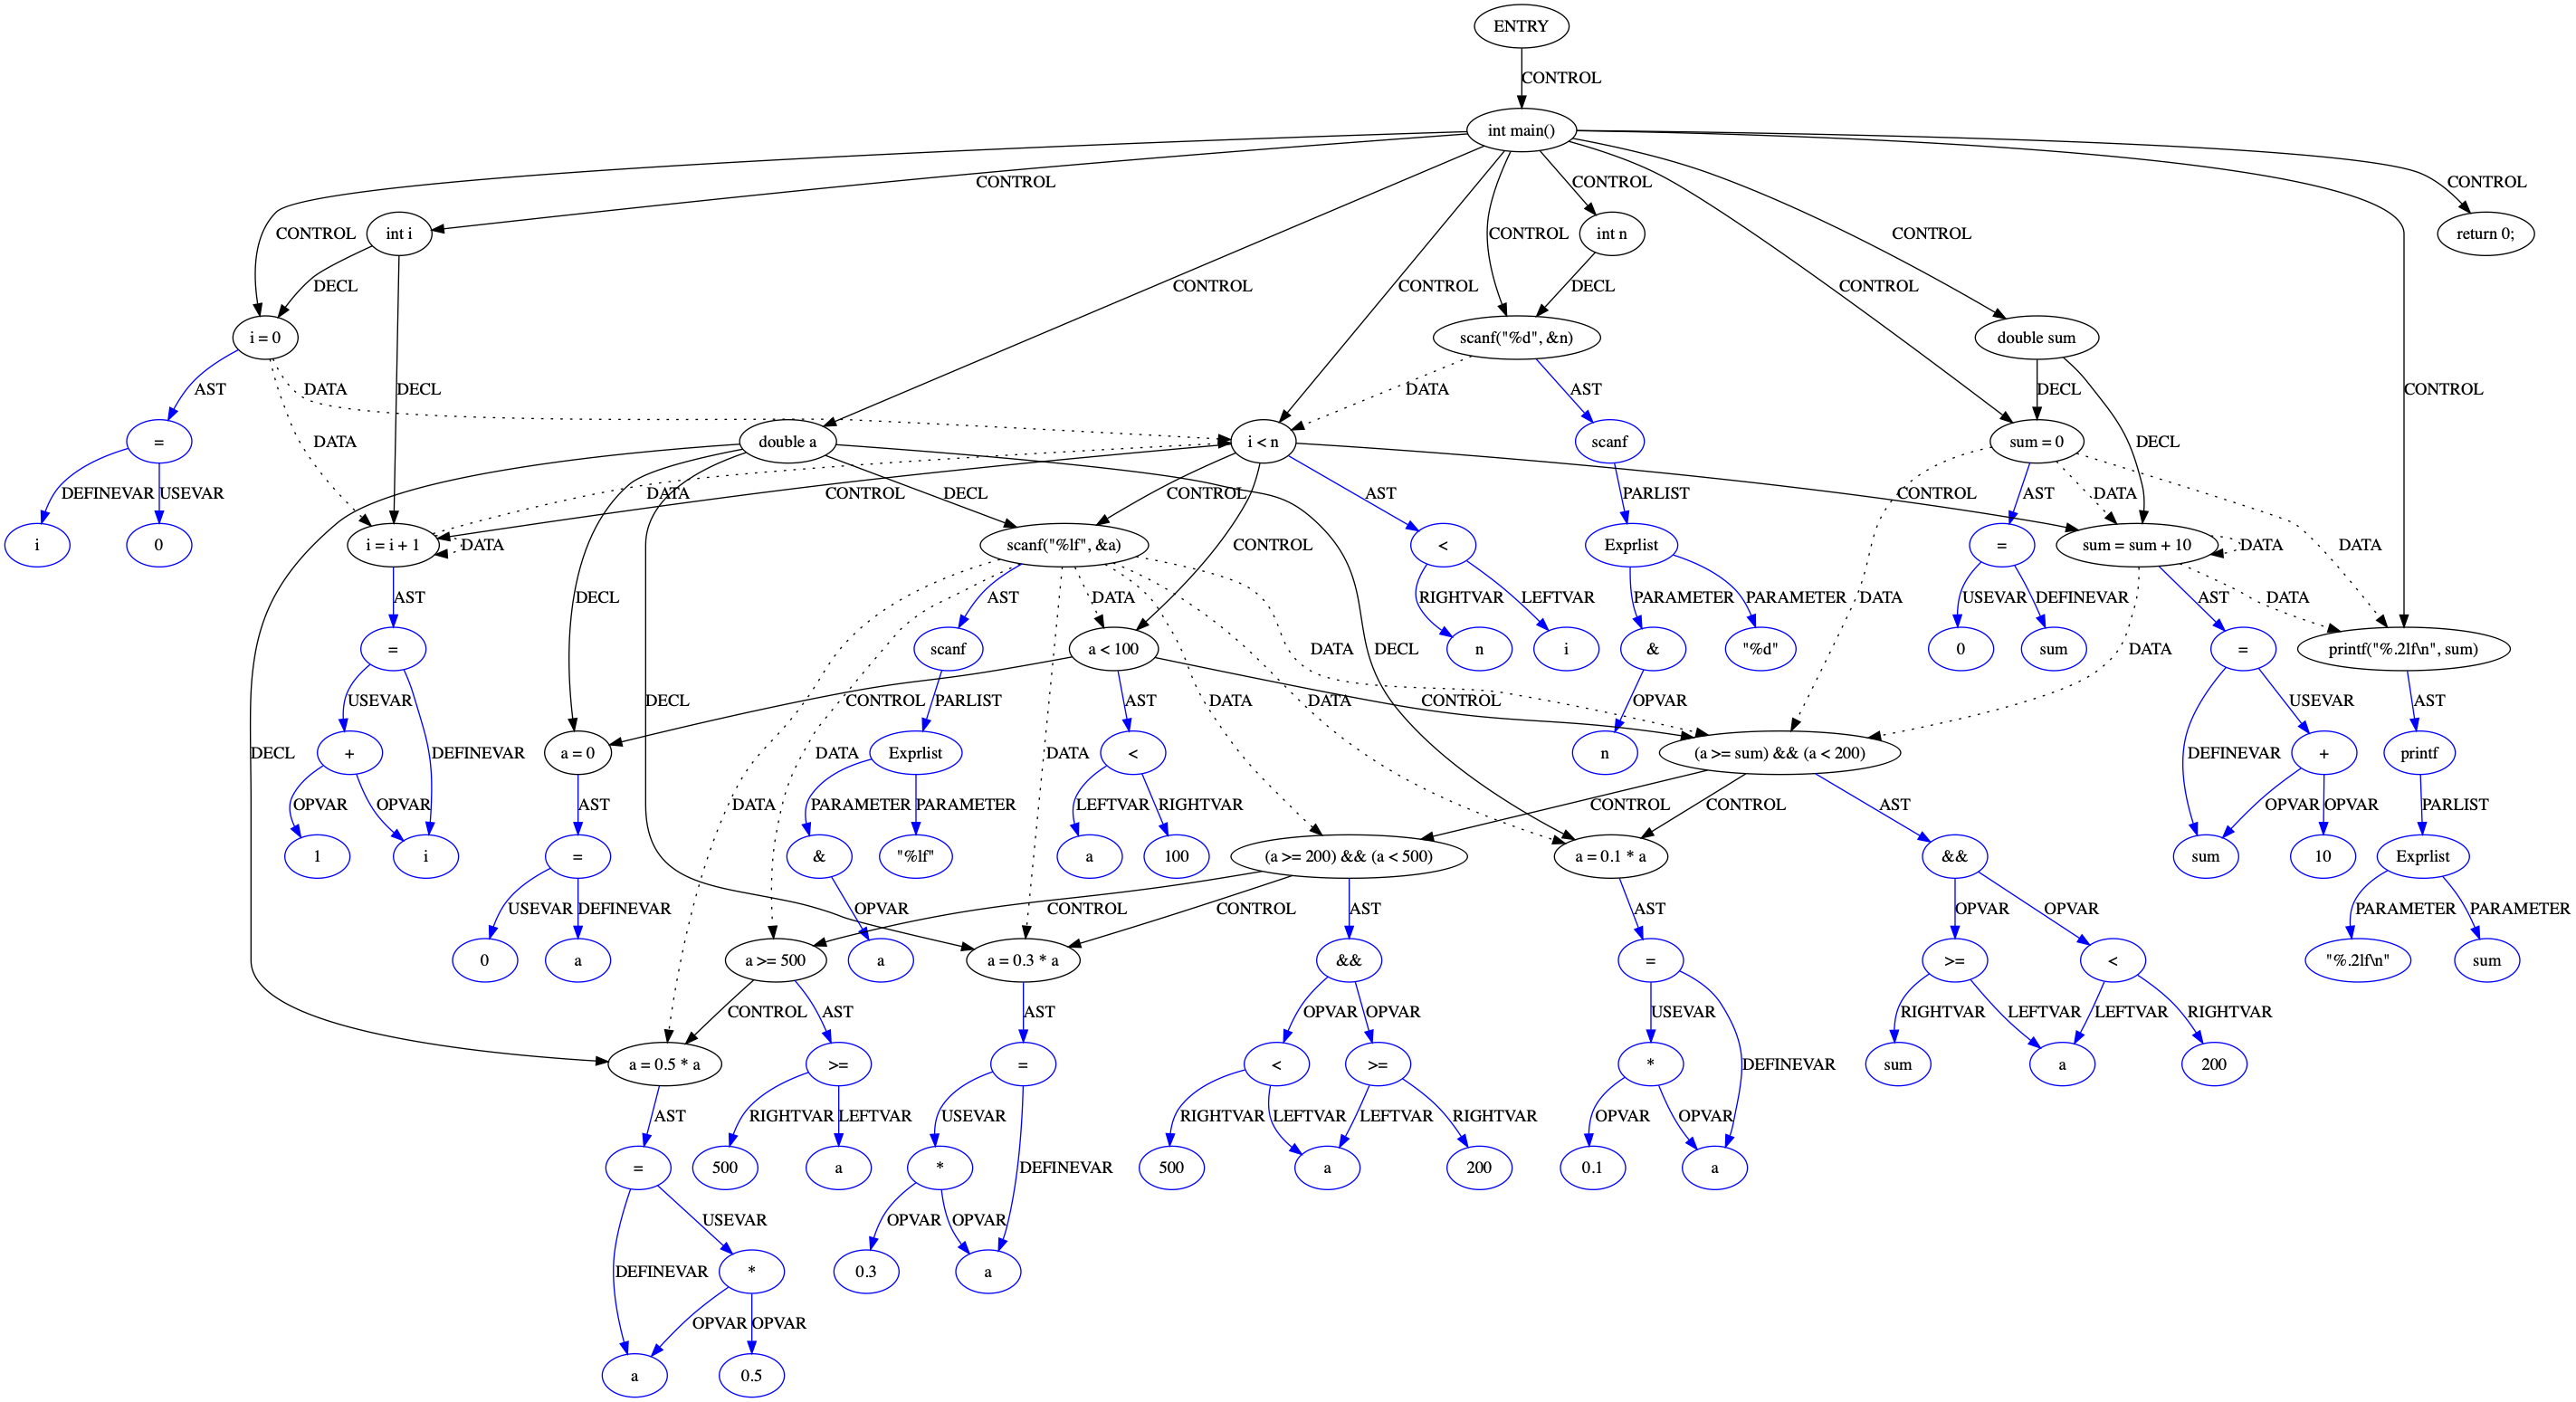 ENTRY
CONTROL
int main()
CONTROL CONTROL CONTROL
CONTROL int i CONTROL int n CONTROL return 0;
DECL CONTROL CONTROL DECL CONTROL
i = 0 scanf("%d", &n) double sum
AST DATA DECL DATA AST DECL CONTROL
= DATA double a i < n scanf sum = 0 DECL
DEFINEVAR USEVAR DATA CONTROL DECL CONTROL AST PARLIST CONTROL AST DATA
i 0 i = i + 1 DATA scanf("%lf", &a) CONTROL < Exprlist = sum = sum + 10 DATA DATA
AST DECL AST DATA RIGHTVAR LEFTVAR PARAMETER PARAMETER DATA USEVAR DEFINEVAR AST DATA
= scanf a < 100 DATA DECL n i & "%d" 0 sum DATA = printf("%.2lf\n", sum)
USEVAR DECL CONTROL PARLIST AST DATA DATA CONTROL OPVAR USEVAR AST
+ DEFINEVAR DECL a = 0 DATA Exprlist DATA < n (a >= sum) && (a < 200) DEFINEVAR + printf
OPVAR OPVAR AST DATA PARAMETER PARAMETER LEFTVAR RIGHTVAR CONTROL CONTROL AST OPVAR OPVAR PARLIST
1 i = & "%lf" a 100 (a >= 200) && (a < 500) a = 0.1 * a && sum 10 Exprlist
USEVAR DEFINEVAR OPVAR CONTROL CONTROL AST AST OPVAR OPVAR PARAMETER PARAMETER
0 a a >= 500 a a = 0.3 * a && = >= < "%.2lf\n" sum
CONTROL AST AST OPVAR OPVAR USEVAR RIGHTVAR LEFTVAR LEFTVAR RIGHTVAR
a = 0.5 * a >= = < >= * DEFINEVAR sum a 200
AST RIGHTVAR LEFTVAR USEVAR RIGHTVAR LEFTVAR LEFTVAR RIGHTVAR OPVAR OPVAR
= 500 a * DEFINEVAR 500 a 200 0.1 a
USEVAR OPVAR OPVAR
DEFINEVAR * 0.3 a
OPVAR OPVAR
a 0.5